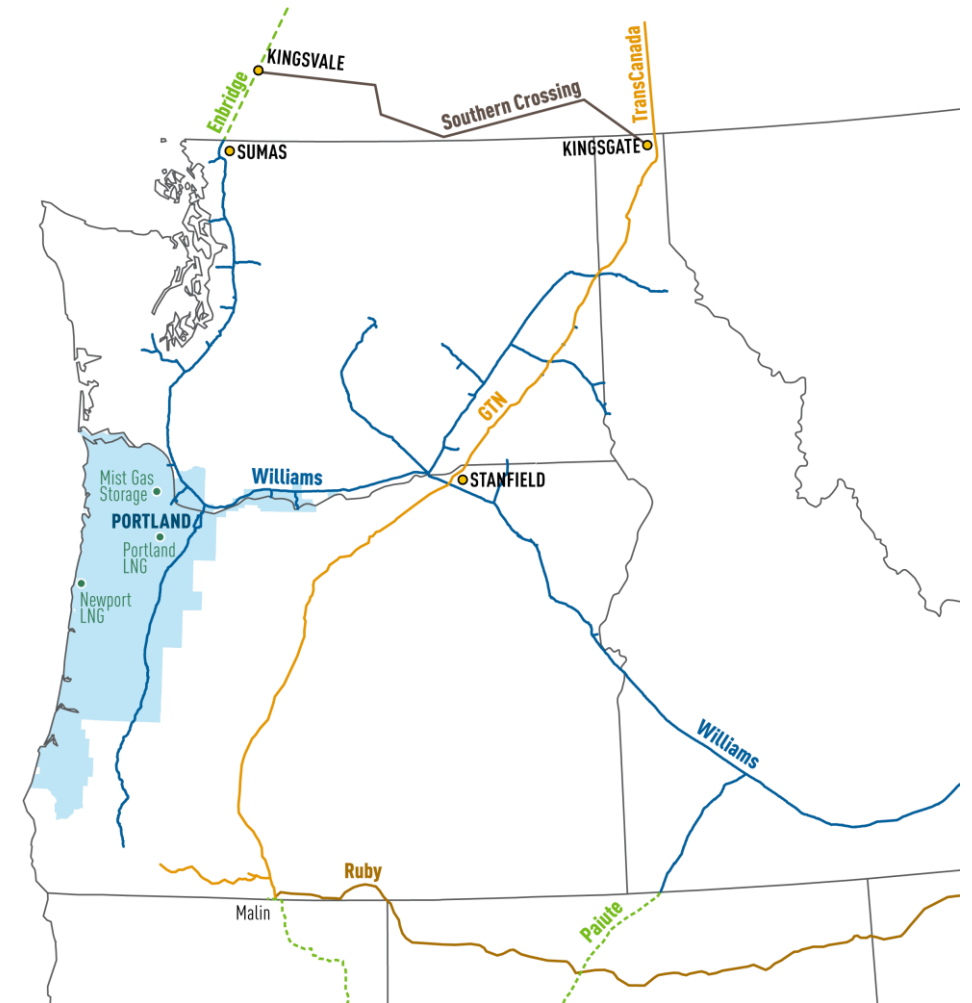 KINGSVALE
Enbridge
Southern Crossing
TransCanada
SUMAS
KINGSGATE
GTN
Williams
STANFIELD
Mist Gas
Storage
PORTLAND
Portland
LNG
Newport
LNG
Williams
Ruby
Malin
Paiute